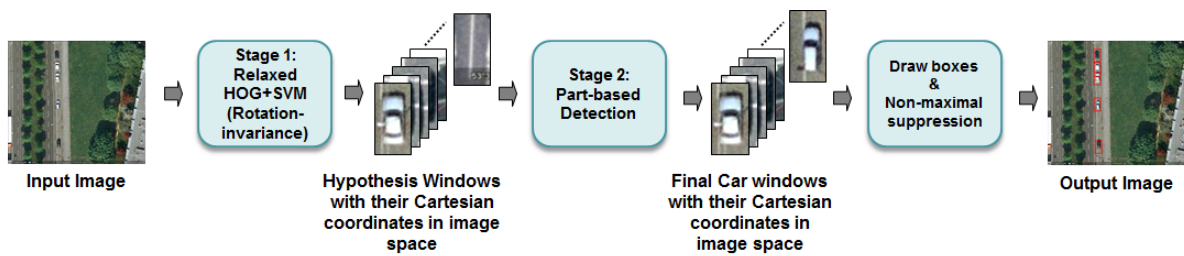 Input Image
Stage 1:
Relaxed
HOG+SVM
(Rotation-
invariance)
Hypothesis Windows
with their Cartesian
coordinates in image
space
Stage 2:
Part-based
Detection
Final Car windows
with their Cartesian
coordinates in
image space
Draw boxes
&
Non-maximal
suppression
Output Image